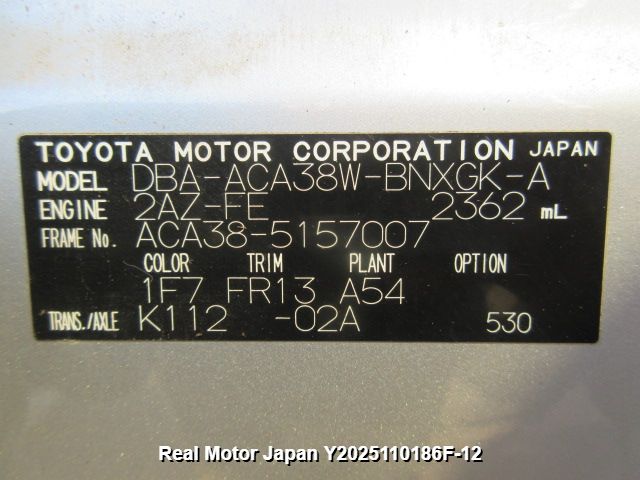 TOYOTA MOTOR CORPORATION JAPAN
MODEL DBA-ACA38W-BNXGK-A
ENGINE 2AZ-FE 2362 mL
FRAME No. ACA38-5157007
COLOR TRIM PLANT OPTION
1F7 FR13 A54
TRANS./AXLE K112 -02A 530
Real Motor Japan Y2025110186F-12